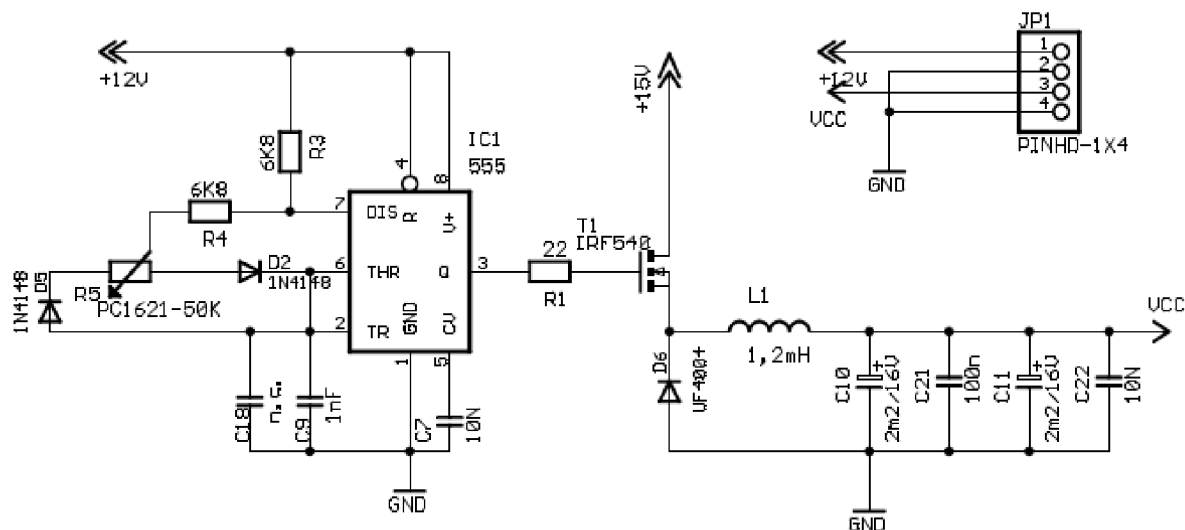 +12V
6K8
R3
IC1
555
4
8
6K8
R4
7
DIS
R
V+
D5
1N4148
R5
PC1621-50K
D2
1N4148
6
THR
Q
3
2
TR
GND
CV
1
5
C18
C9
1nF
C7
10N
GND
22
R1
T1
IRF540
+15V
L1
1,2mH
D6
UF4004
C10
+
2m2/16V
C21
100n
C11
+
2m2/16V
C22
10N
VCC
GND
JP1
1
2
3
4
+12V
VCC
PINHD-1X4
GND